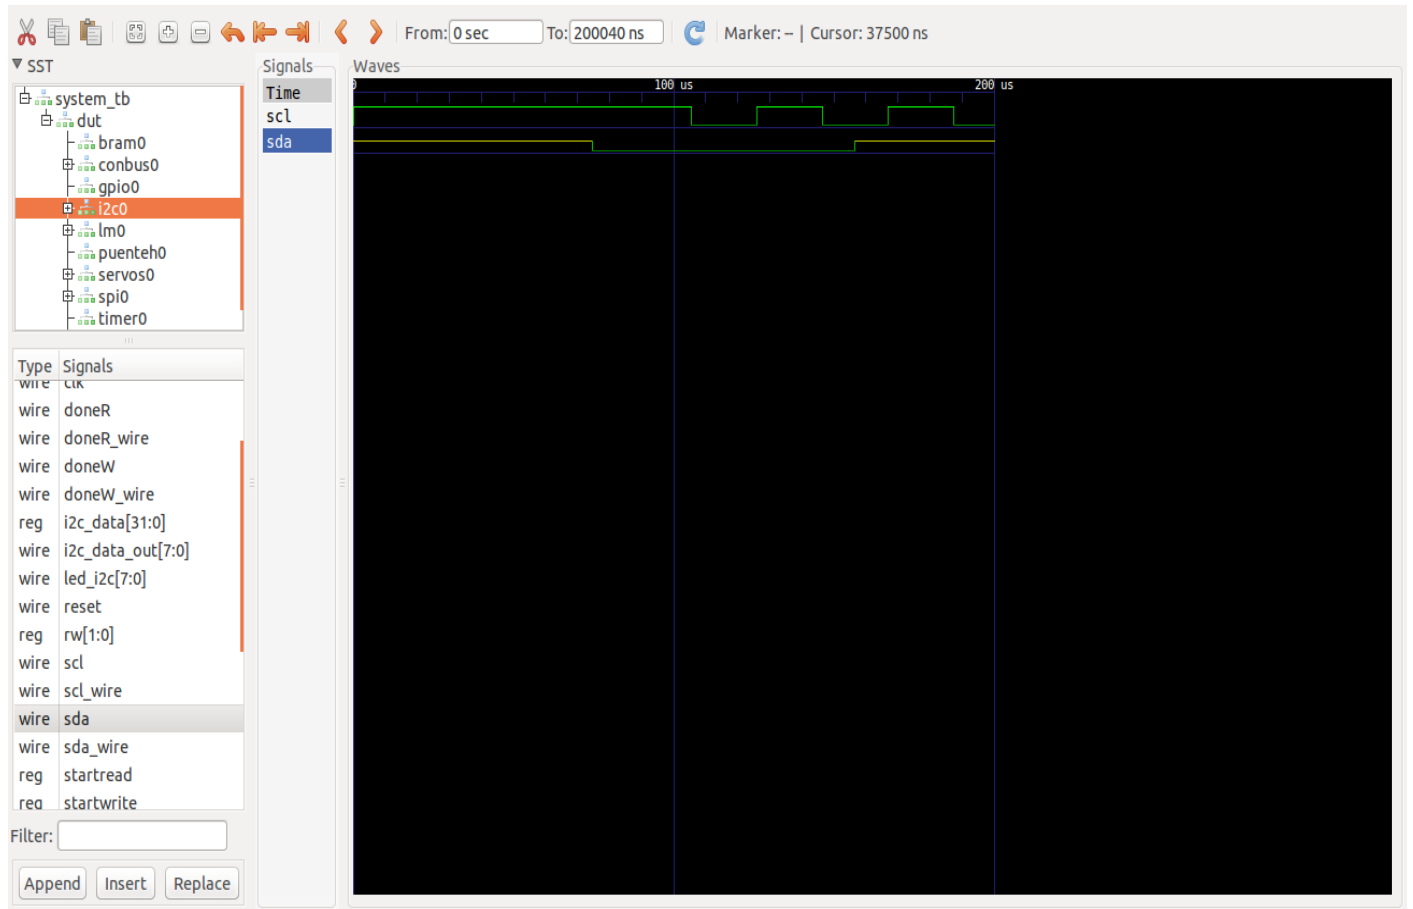 From: 0 sec To: 200040 ns Marker: -- | Cursor: 37500 ns
SST
system_tb
dut
bram0
conbus0
gpio0
i2c0
lm0
puenteh0
servos0
spi0
timer0
Type Signals
wire clk
wire doneR
wire doneR_wire
wire doneW
wire doneW_wire
reg i2c_data[31:0]
wire i2c_data_out[7:0]
wire led_i2c[7:0]
wire reset
reg rw[1:0]
wire scl
wire scl_wire
wire sda
wire sda_wire
reg startread
reg startwrite
Filter:
Append Insert Replace
Signals
Time
scl
sda
Waves
0 100 us 200 us